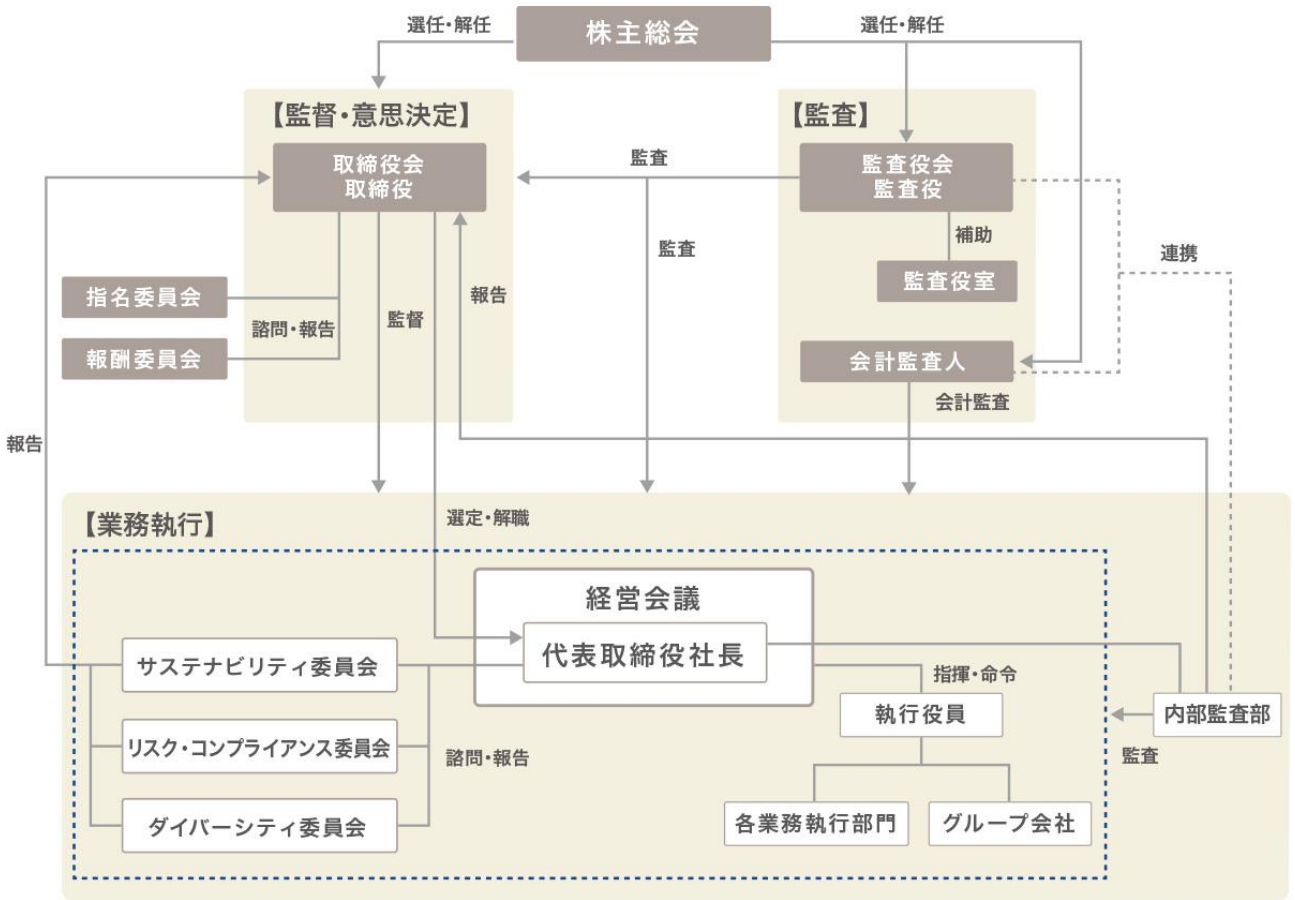 選任・解任
株主総会
選任・解任
【監督・意思決定】
【監査】
取締役会
取締役
監査
監査役会
監査役
補助
監査
連携
監査役室
指名委員会
報告
諮問・報告
監督
報酬委員会
会計監査人
会計監査
報告
【業務執行】
選定・解職
経営会議
代表取締役社長
サステナビリティ委員会
指揮・命令
執行役員
内部監査部
リスク・コンプライアンス委員会
諮問・報告
監査
ダイバーシティ委員会
各業務執行部門
グループ会社